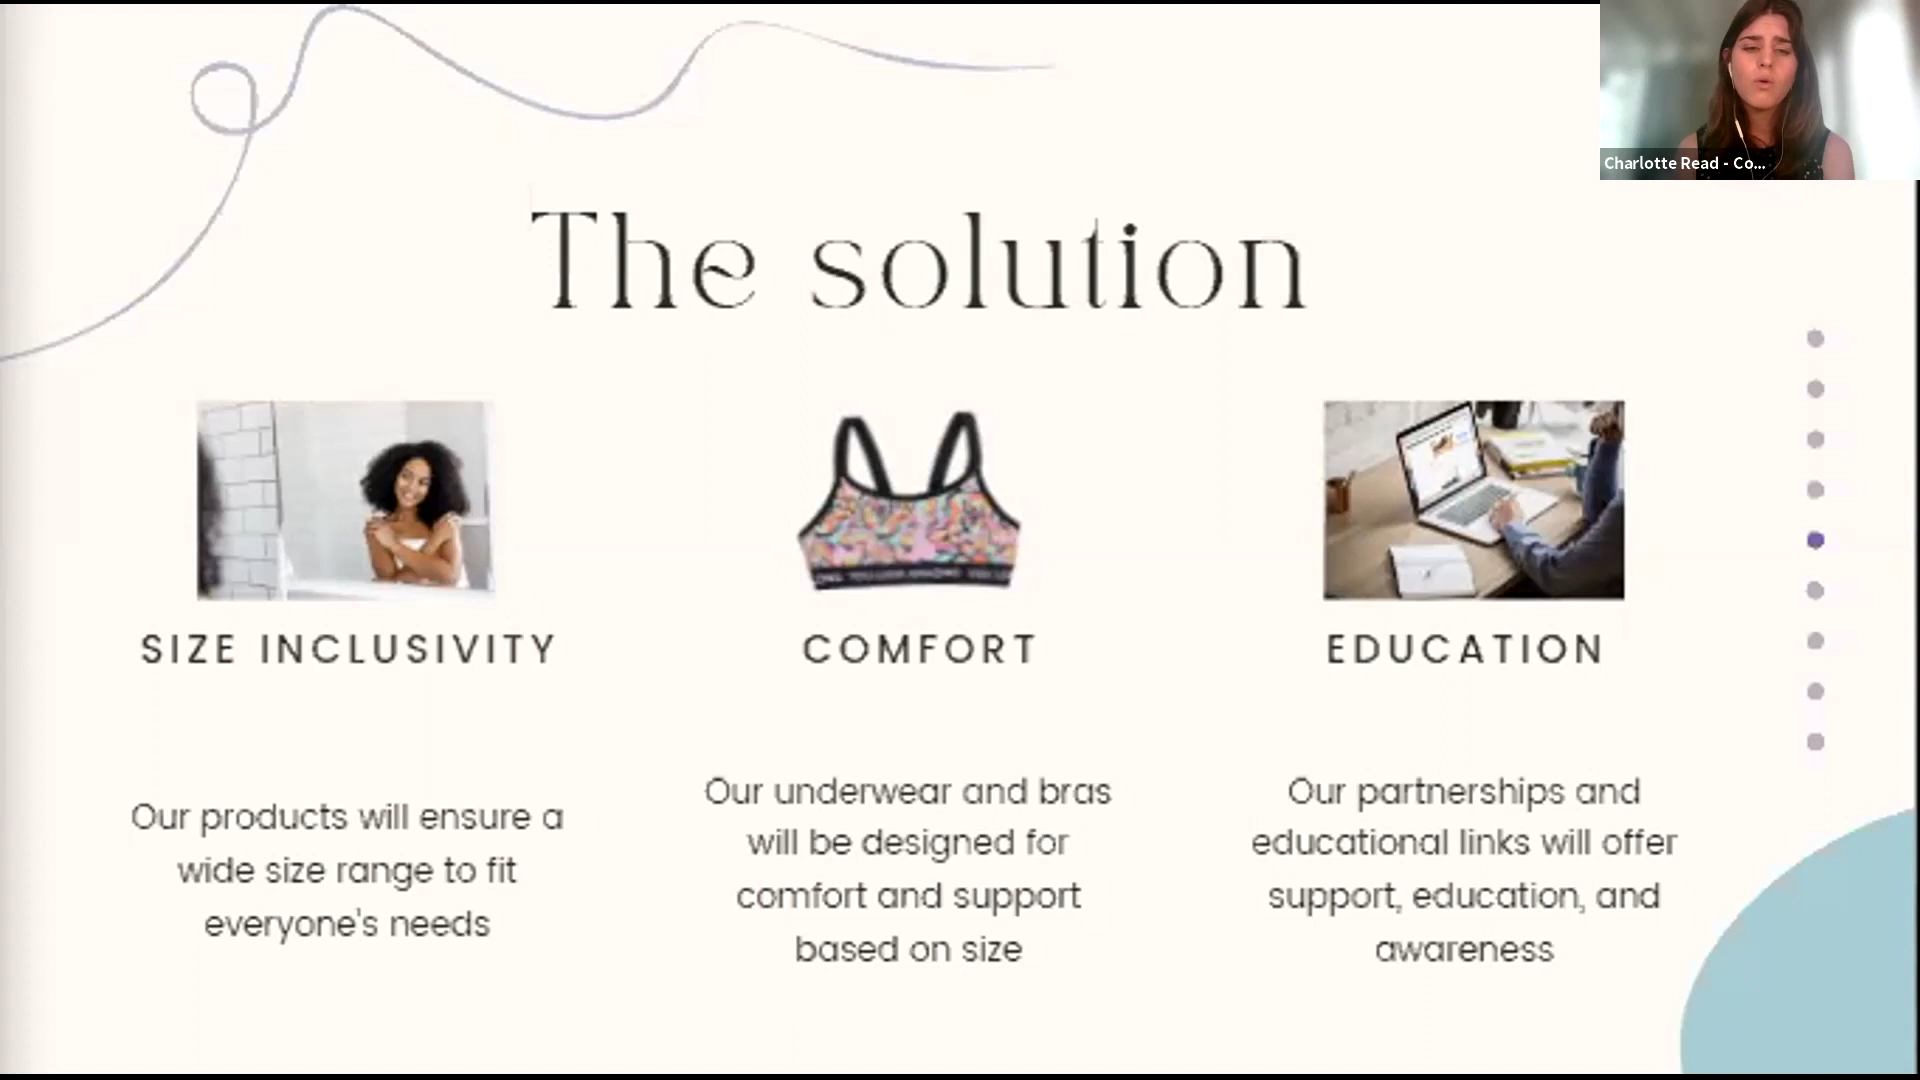 Charlotte Read - Co...
The solution
SIZE INCLUSIVITY
Our products will ensure a
wide size range to fit
everyone's needs
COMFORT
Our underwear and bras
will be designed for
comfort and support
based on size
EDUCATION
Our partnerships and
educational links will offer
support, education, and
awareness